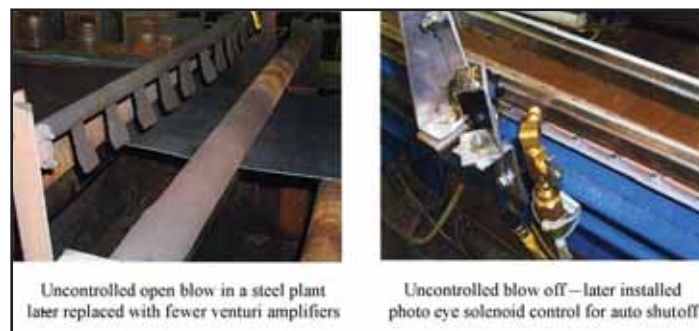 Uncontrolled open blow in a steel plant
later replaced with fewer venturi amplifiers
Uncontrolled blow off—later installed
photo eye solenoid control for auto shutoff